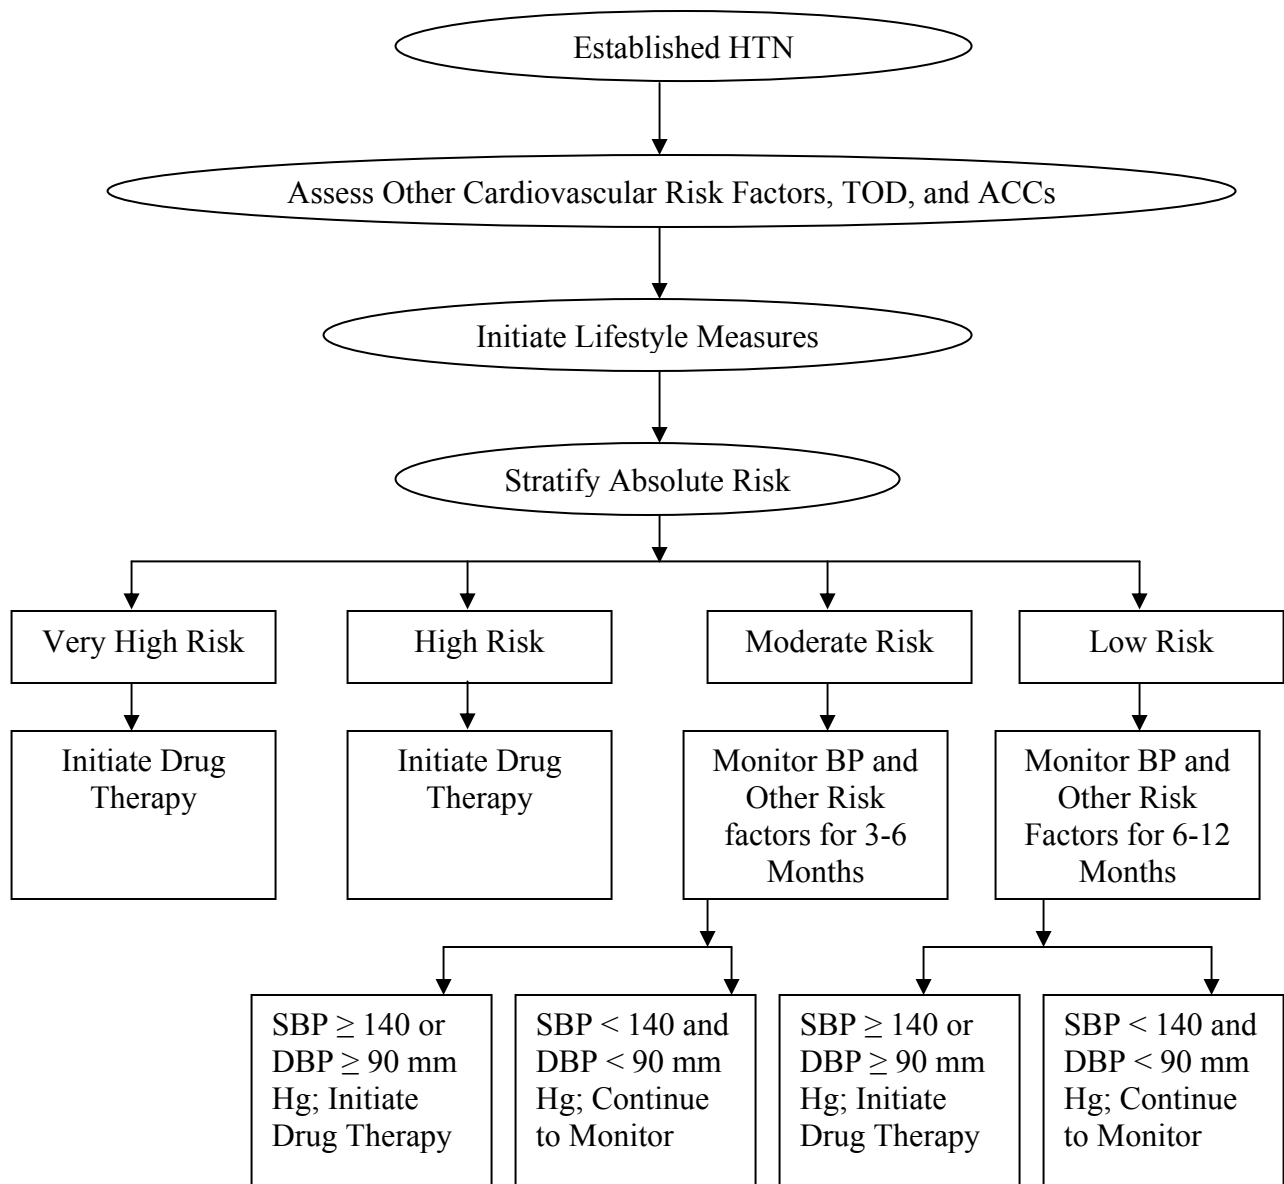 Established HTN
Assess Other Cardiovascular Risk Factors, TOD, and ACCs
Initiate Lifestyle Measures
Stratify Absolute Risk
Very High Risk
High Risk
Moderate Risk
Low Risk
Initiate Drug
Therapy
Initiate Drug
Therapy
Monitor BP and
Other Risk
factors for 3-6
Months
Monitor BP and
Other Risk
Factors for 6-12
Months
SBP ≥ 140 or
DBP ≥ 90 mm
Hg; Initiate
Drug Therapy
SBP < 140 and
DBP < 90 mm
Hg; Continue
to Monitor
SBP ≥ 140 or
DBP ≥ 90 mm
Hg; Initiate
Drug Therapy
SBP < 140 and
DBP < 90 mm
Hg; Continue
to Monitor